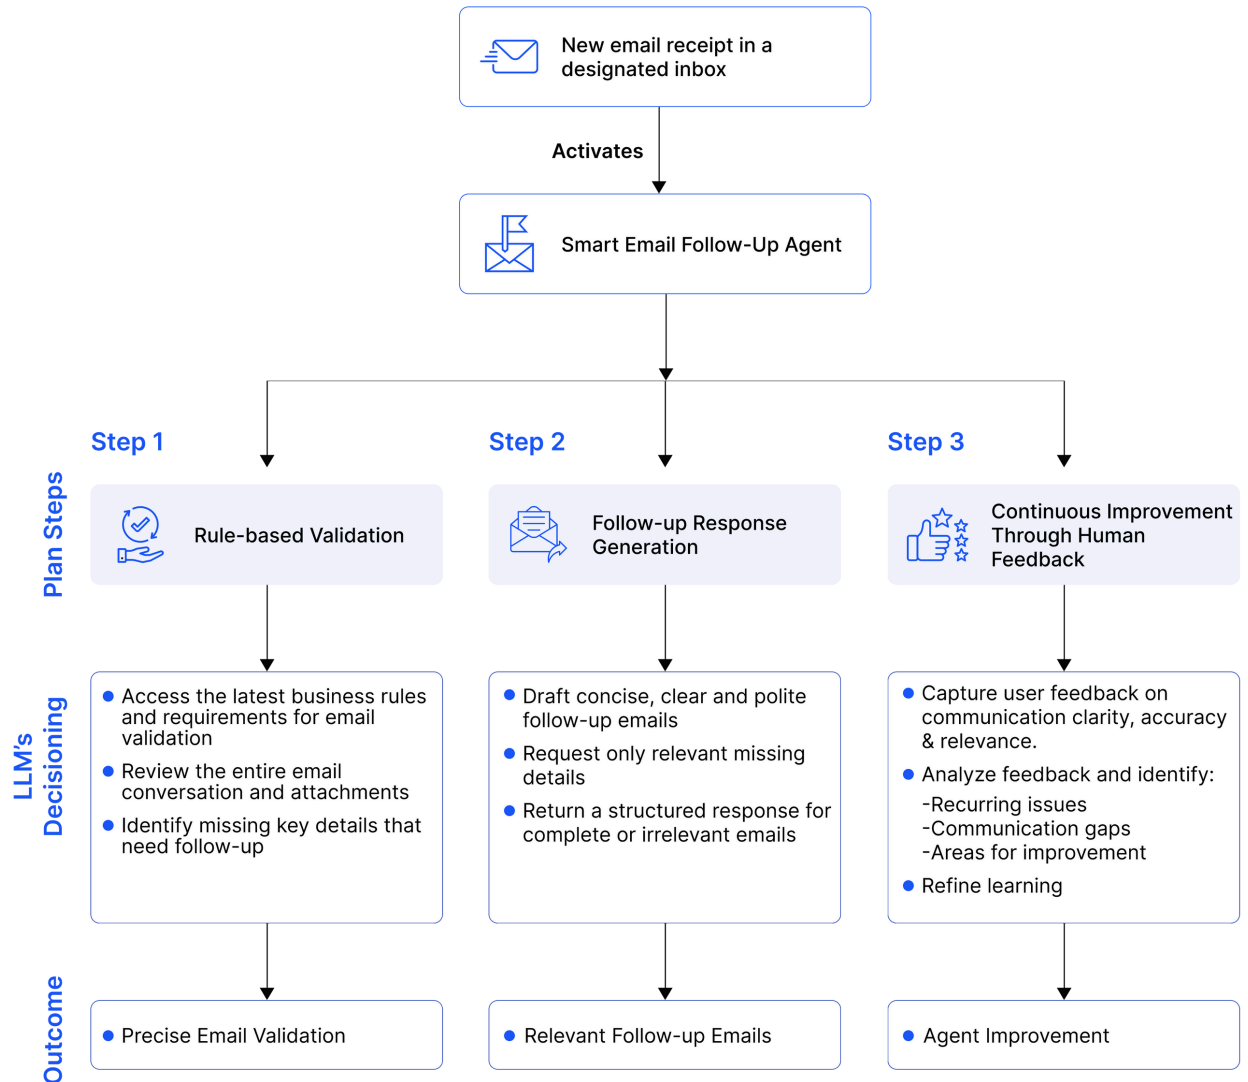 New email receipt in a
designated inbox
Activates
Smart Email Follow-Up Agent
Step 1
Step 2
Step 3
Plan Steps
Rule-based Validation
Follow-up Response
Generation
Continuous Improvement
Through Human
Feedback
LLM's
Decisioning
Access the latest business rules
and requirements for email
validation
Review the entire email
conversation and attachments
Identify missing key details that
need follow-up
Draft concise, clear and polite
follow-up emails
Request only relevant missing
details
Return a structured response for
complete or irrelevant emails
Capture user feedback on
communication clarity, accuracy
& relevance.
Analyze feedback and identify:
-Recurring issues
-Communication gaps
-Areas for improvement
Refine learning
Outcome
Precise Email Validation
Relevant Follow-up Emails
Agent Improvement